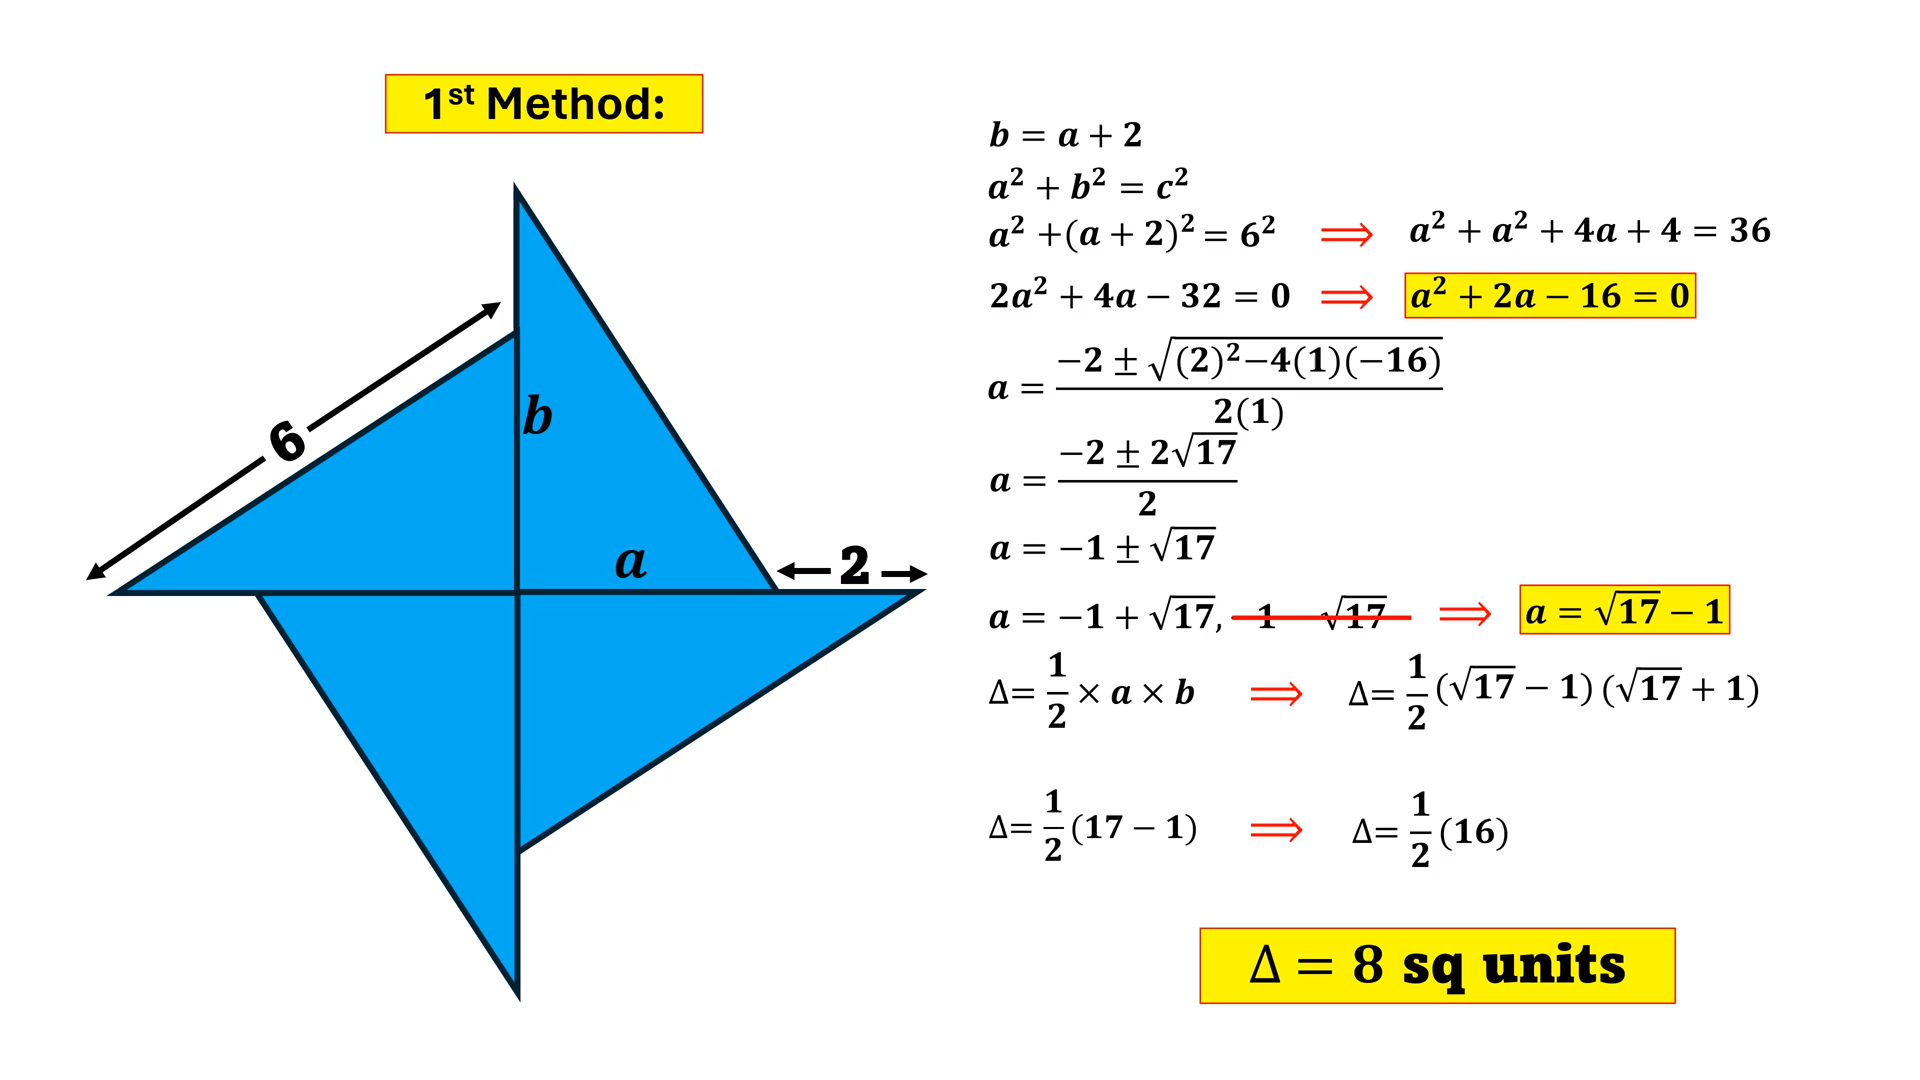 1st Method:
6
b
a
2
b = a + 2
a² + b² = c²
a² +(a + 2)² = 6² ⟹ a² + a² + 4a + 4 = 36
2a² + 4a − 32 = 0 ⟹ a² + 2a − 16 = 0
a = (−2 ± √((2)²−4(1)(−16))) / 2(1)
a = (−2 ± 2√17) / 2
a = −1 ± √17
a = −1 + √17, −1 − √17 ⟹ a = √17 − 1
Δ= 1/2 × a × b ⟹ Δ= 1/2 (√17 − 1) (√17 + 1)
Δ= 1/2 (17 − 1) ⟹ Δ= 1/2 (16)
Δ = 8 sq units